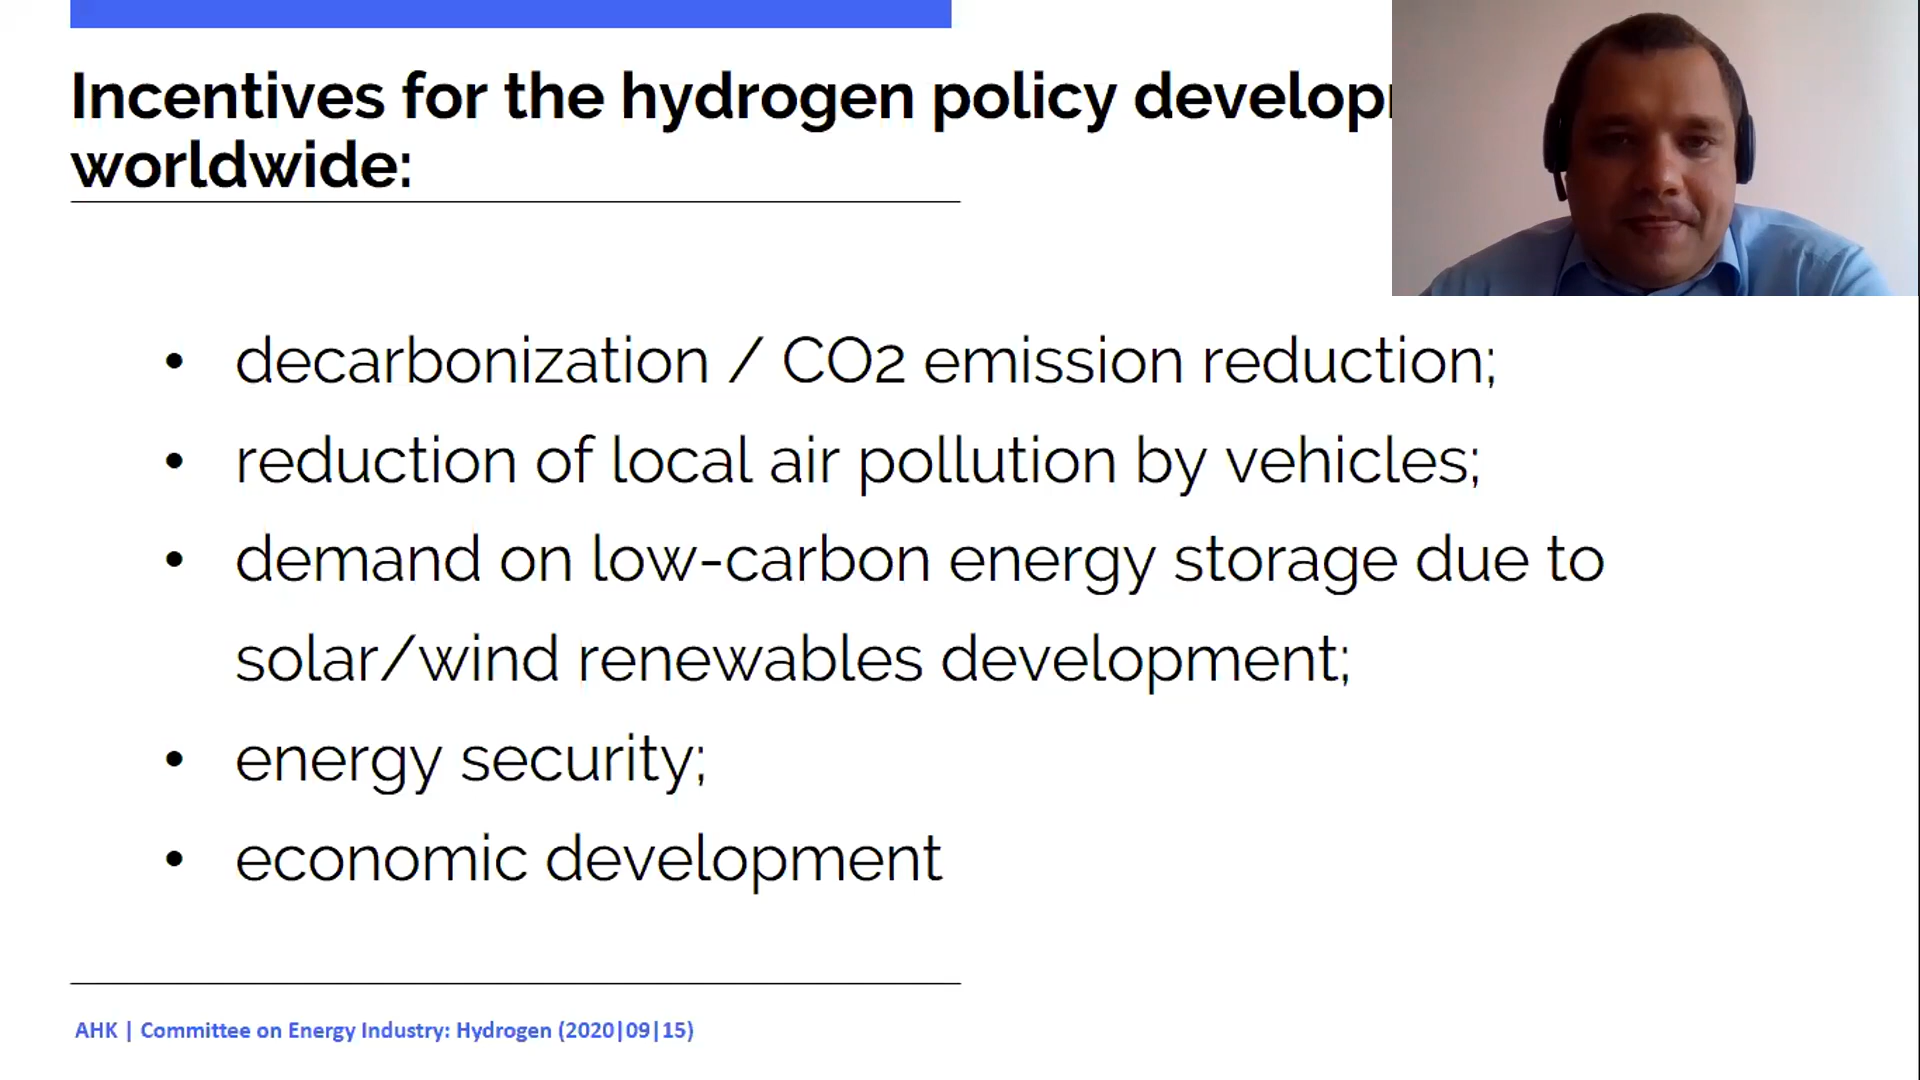 Incentives for the hydrogen policy develop
worldwide:
• decarbonization / CO2 emission reduction;
• reduction of local air pollution by vehicles;
• demand on low-carbon energy storage due to
solar/wind renewables development;
• energy security;
• economic development
AHK | Committee on Energy Industry: Hydrogen (2020|09|15)